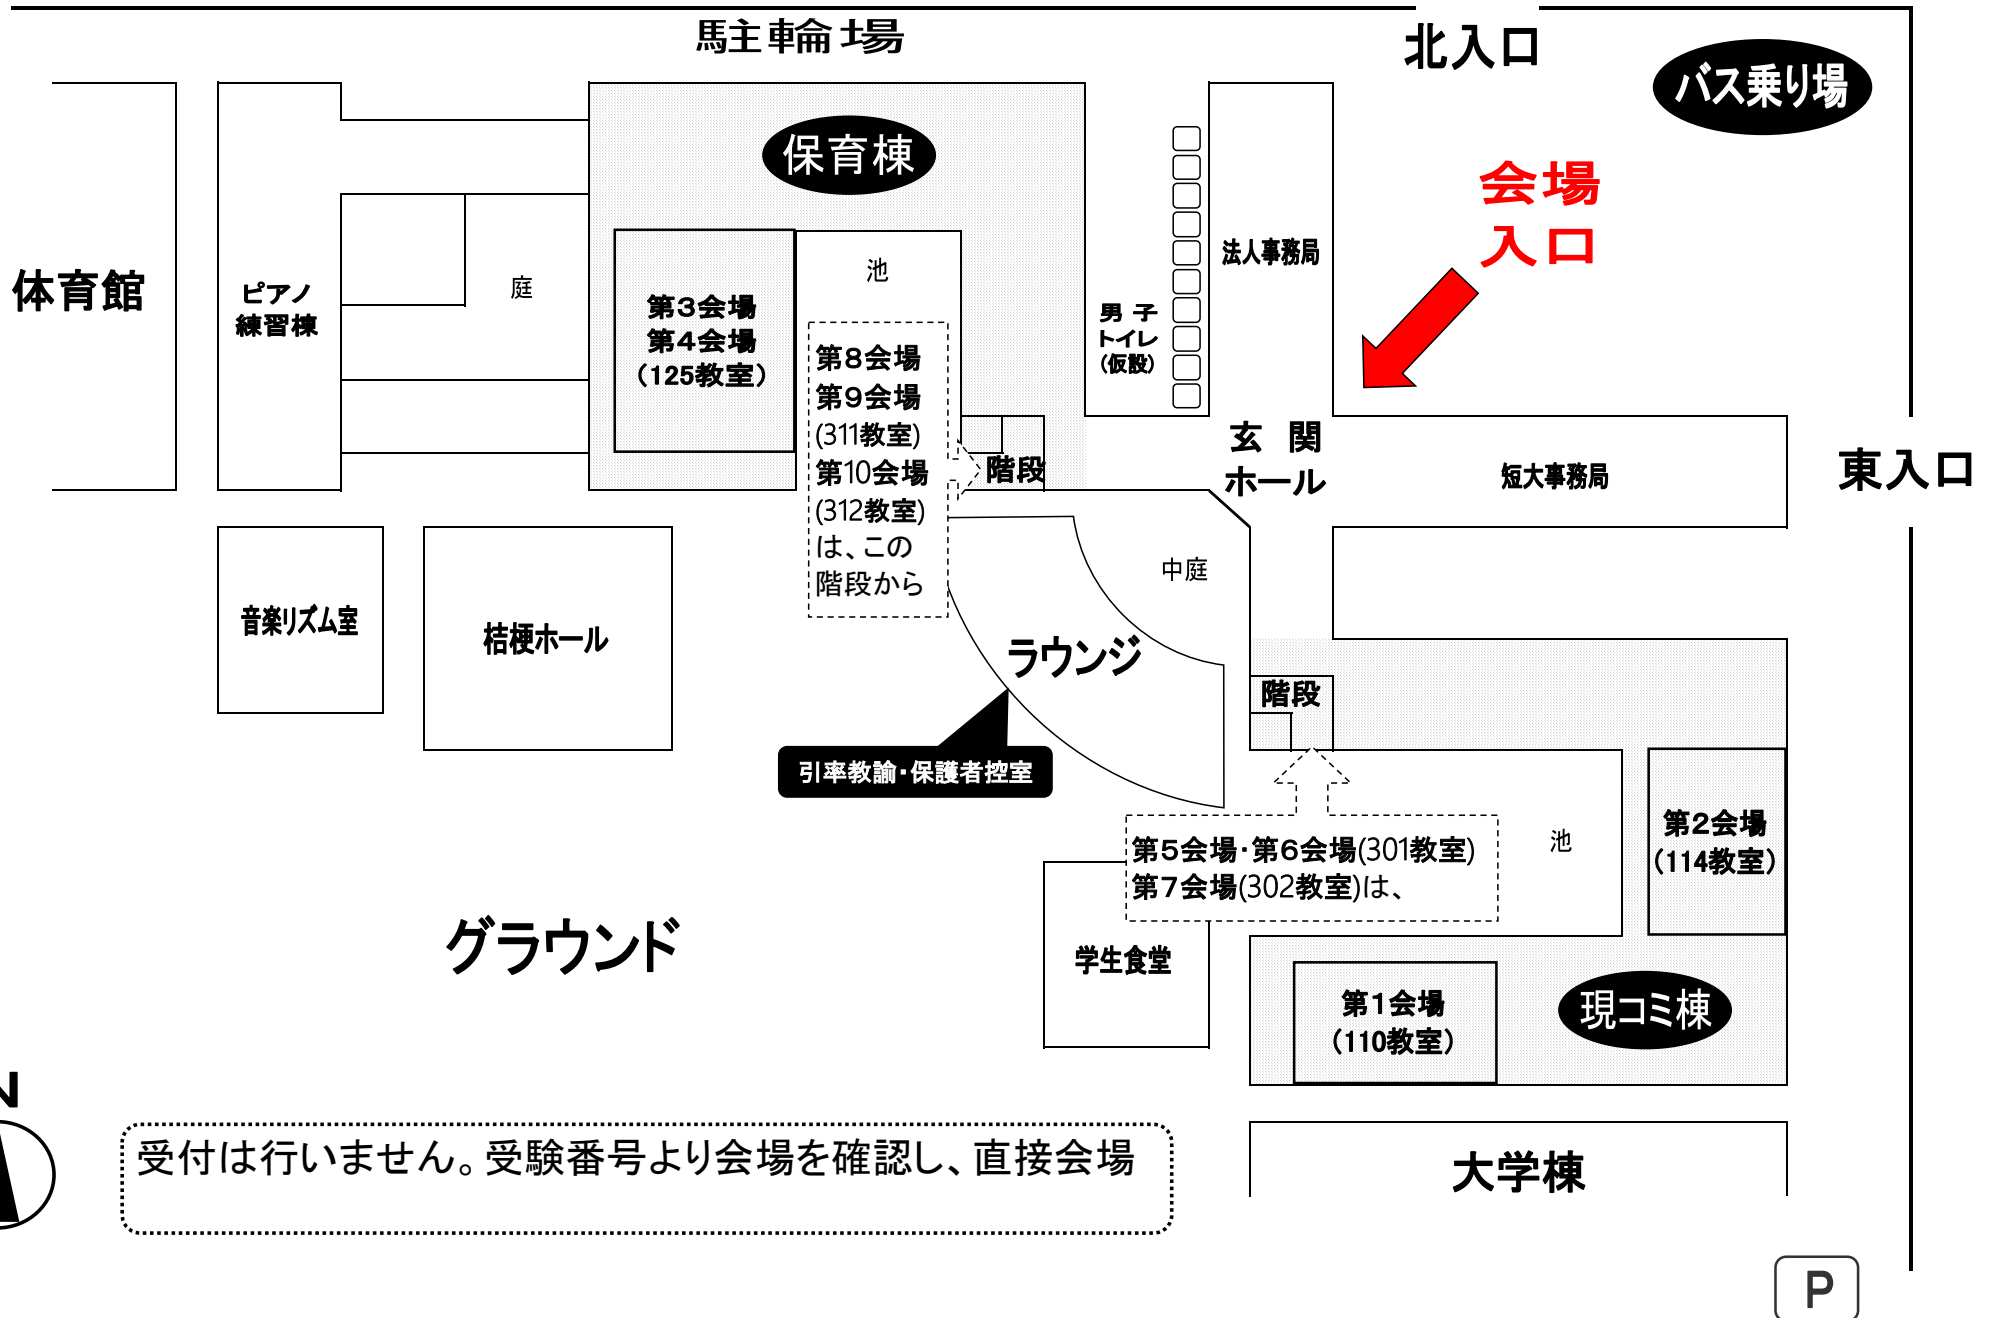 駐輪場
北入口
バス乗り場
保育棟
会場
入口
体育館
ピアノ
練習棟
庭
第3会場
第4会場
（125教室）
池
第8会場
第9会場
(311教室)
第10会場
(312教室)
は、この
階段から
階段
男 子
トイレ
（仮設）
法人事務局
玄 関
ホール
短大事務局
東入口
音楽リズム室
桔梗ホール
中庭
ラウンジ
階段
引率教諭・保護者控室
第5会場・第6会場(301教室)
第7会場(302教室)は、
池
第2会場
（114教室）
グラウンド
学生食堂
第1会場
（110教室）
現コミ棟
N
受付は行いません。受験番号より会場を確認し、直接会場
大学棟
P